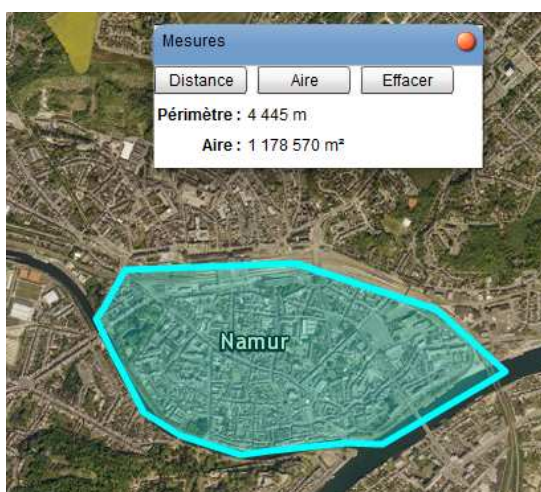 Mesures
Distance Aire Effacer
Périmètre : 4 445 m
Aire : 1 178 570 m²
Namur